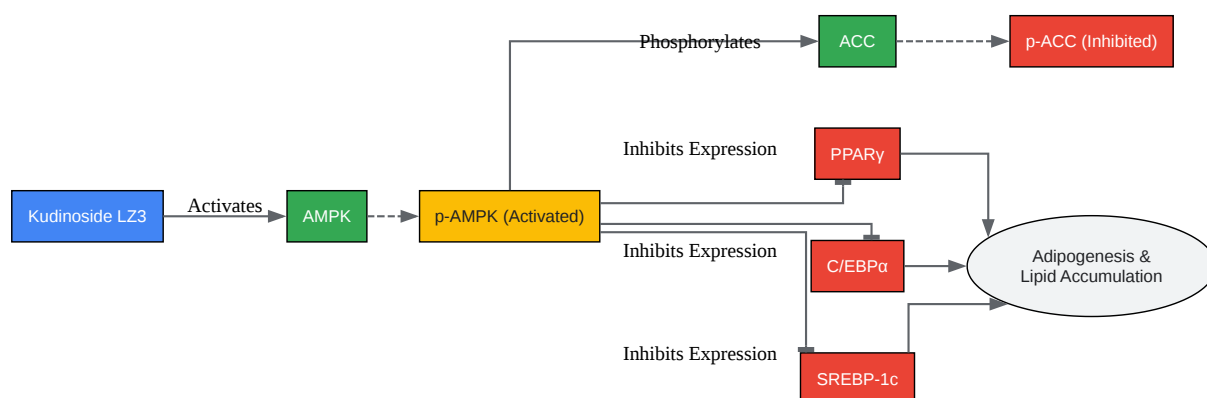 Phosphorylates
ACC
p-ACC (Inhibited)
Inhibits Expression
PPARγ
Kudinoside LZ3
Activates
AMPK
p-AMPK (Activated)
Inhibits Expression
C/EBPα
Adipogenesis &
Lipid Accumulation
Inhibits Expression
SREBP-1c